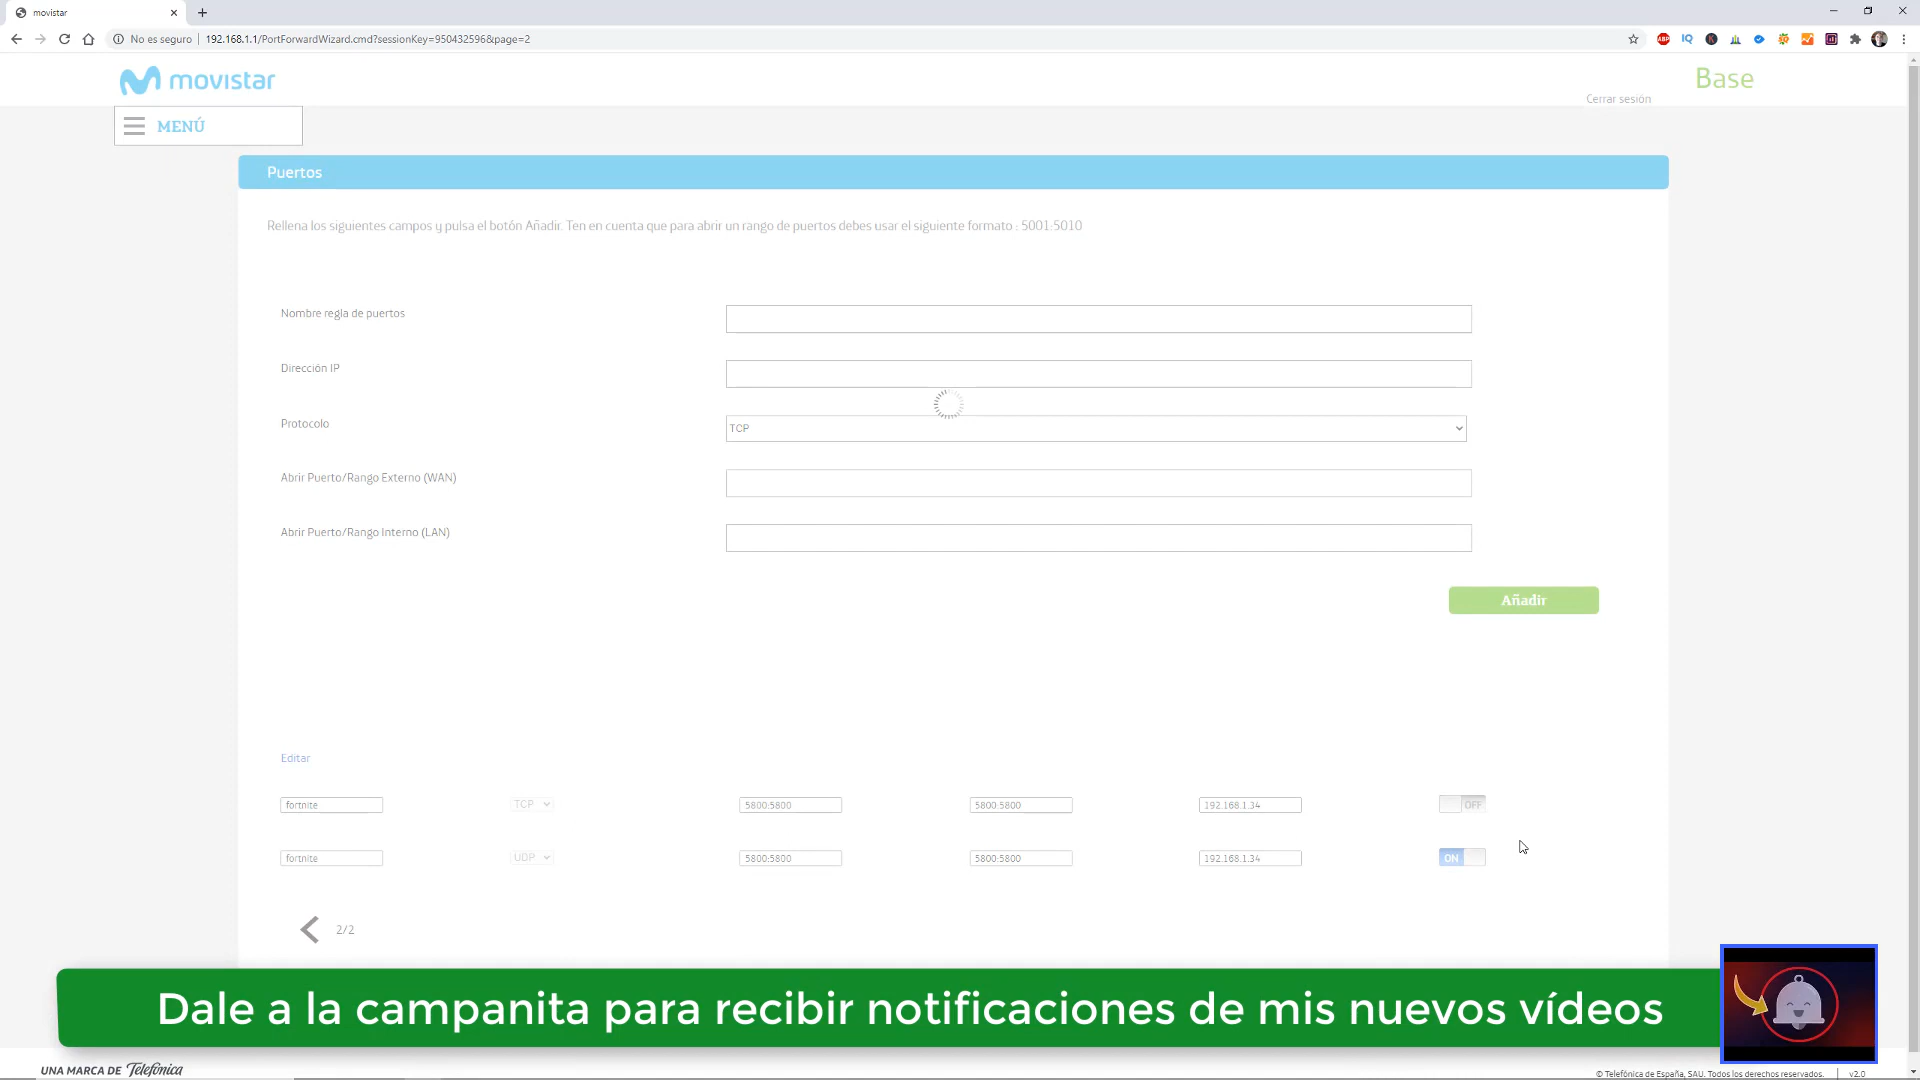 movistar
No es seguro
192.168.1.1/PortForwardWizard.cmd?sessionKey=950432596&page=2
ABP
IQ
movistar
Cerrar sesión
Base
MENÚ
Puertos
Rellena los siguientes campos y pulsa el botón Añadir. Ten en cuenta que para abrir un rango de puertos debes usar el siguiente formato : 5001:5010
Nombre regla de puertos
Dirección IP
Protocolo
TCP
Abrir Puerto/Rango Externo (WAN)
Abrir Puerto/Rango Interno (LAN)
Añadir
Editar
fortnite TCP 5800:5800 5800:5800 192.168.1.34 OFF
fortnite UDP 5800:5800 5800:5800 192.168.1.34 ON
2/2
Dale a la campanita para recibir notificaciones de mis nuevos vídeos
UNA MARCA DE Telefónica
© Telefónica de España, SAU. Todos los derechos reservados. | v2.0